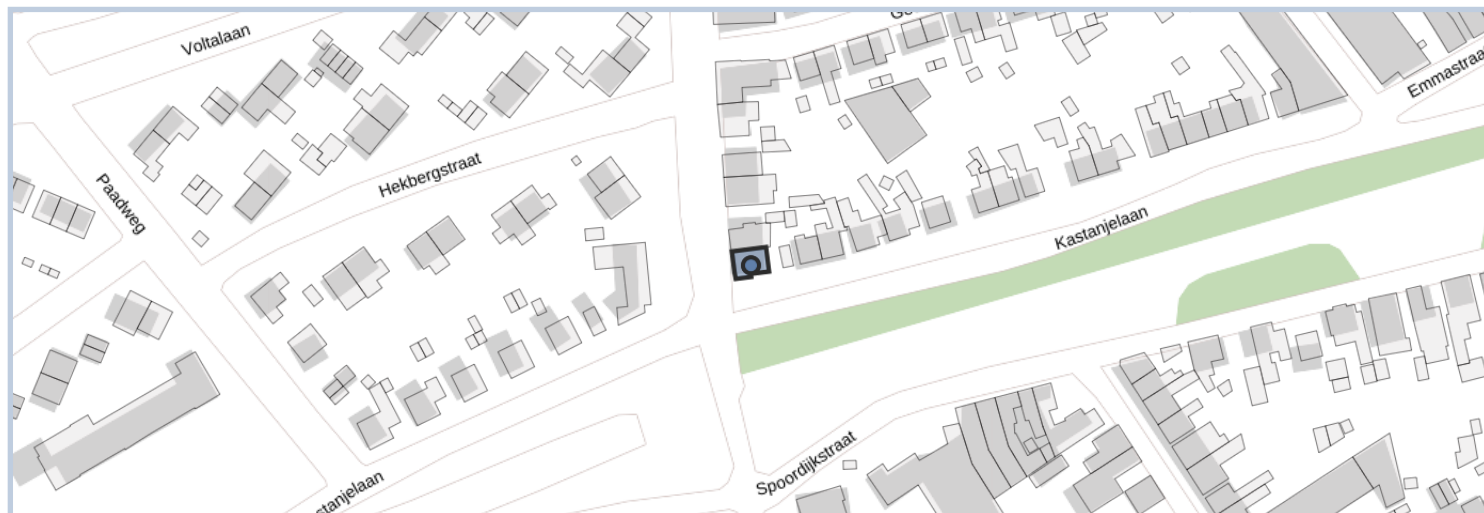 Voltalaan
Emmastraa
Hekbergstraat
Paadweg
Kastanjelaan
Spoordijkstraat
stanjelaan